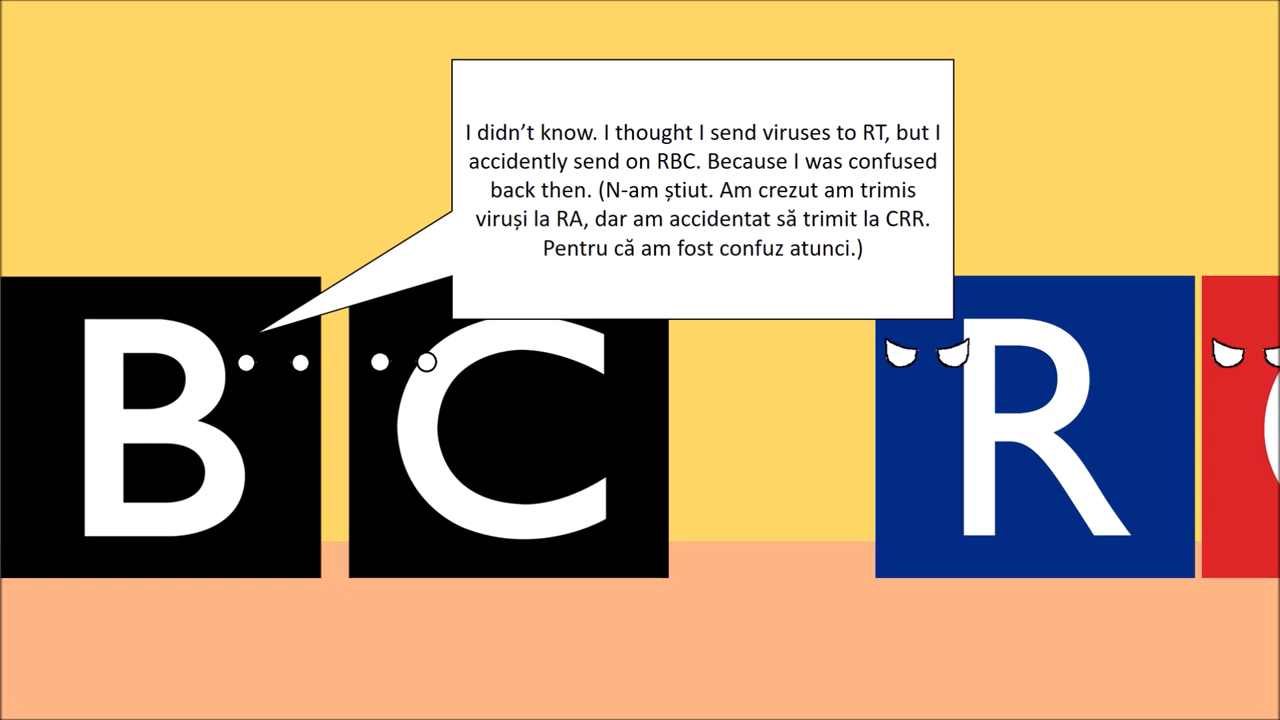 I didn’t know. I thought I send viruses to RT, but I
accidently send on RBC. Because I was confused
back then. (N-am știut. Am crezut am trimis
viruși la RA, dar am accidentat să trimit la CRR.
Pentru că am fost confuz atunci.)
B C R